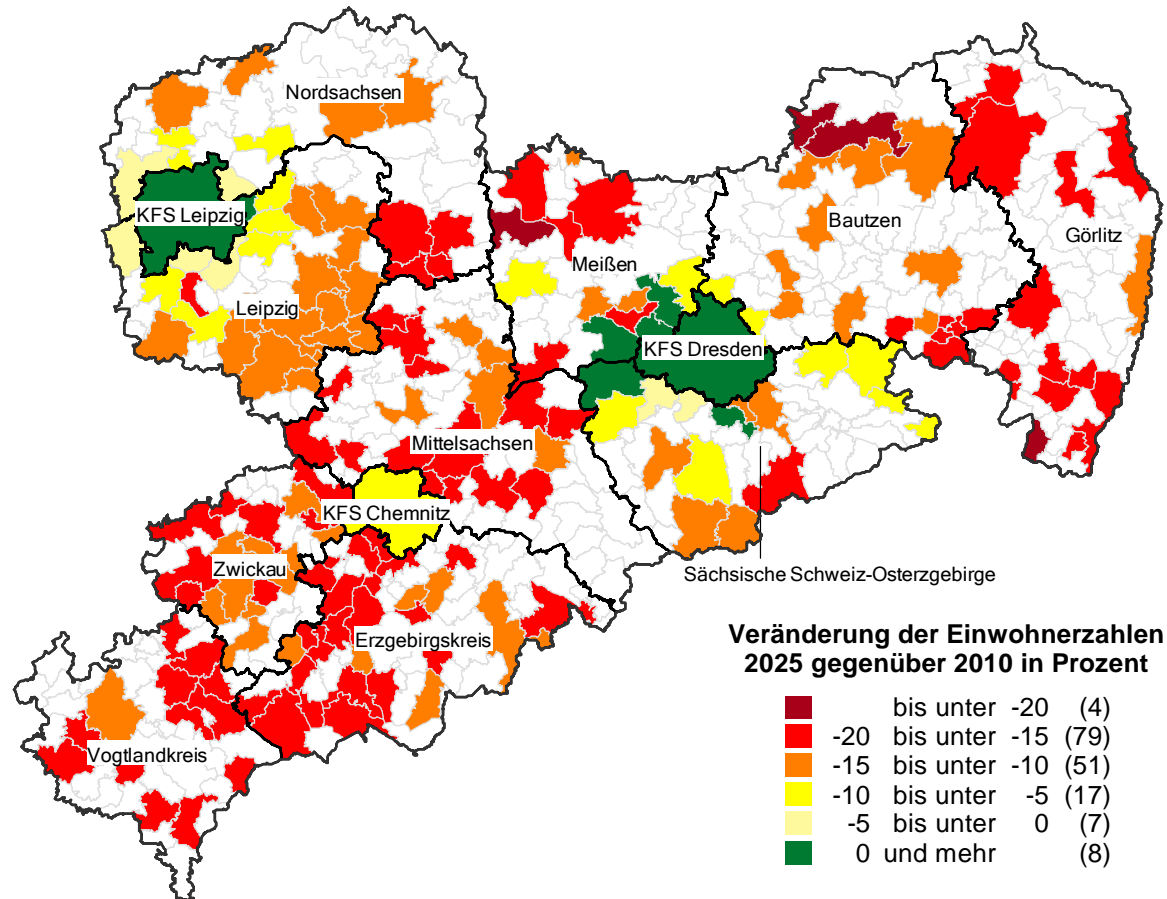 Nordsachsen
KFS Leipzig
Bautzen
Görlitz
Meißen
Leipzig
KFS Dresden
Mittelsachsen
KFS Chemnitz
Zwickau
Sächsische Schweiz-Osterzgebirge
Erzgebirgskreis
Vogtlandkreis
Veränderung der Einwohnerzahlen
2025 gegenüber 2010 in Prozent
bis unter -20 (4)
-20 bis unter -15 (79)
-15 bis unter -10 (51)
-10 bis unter -5 (17)
-5 bis unter 0 (7)
0 und mehr (8)